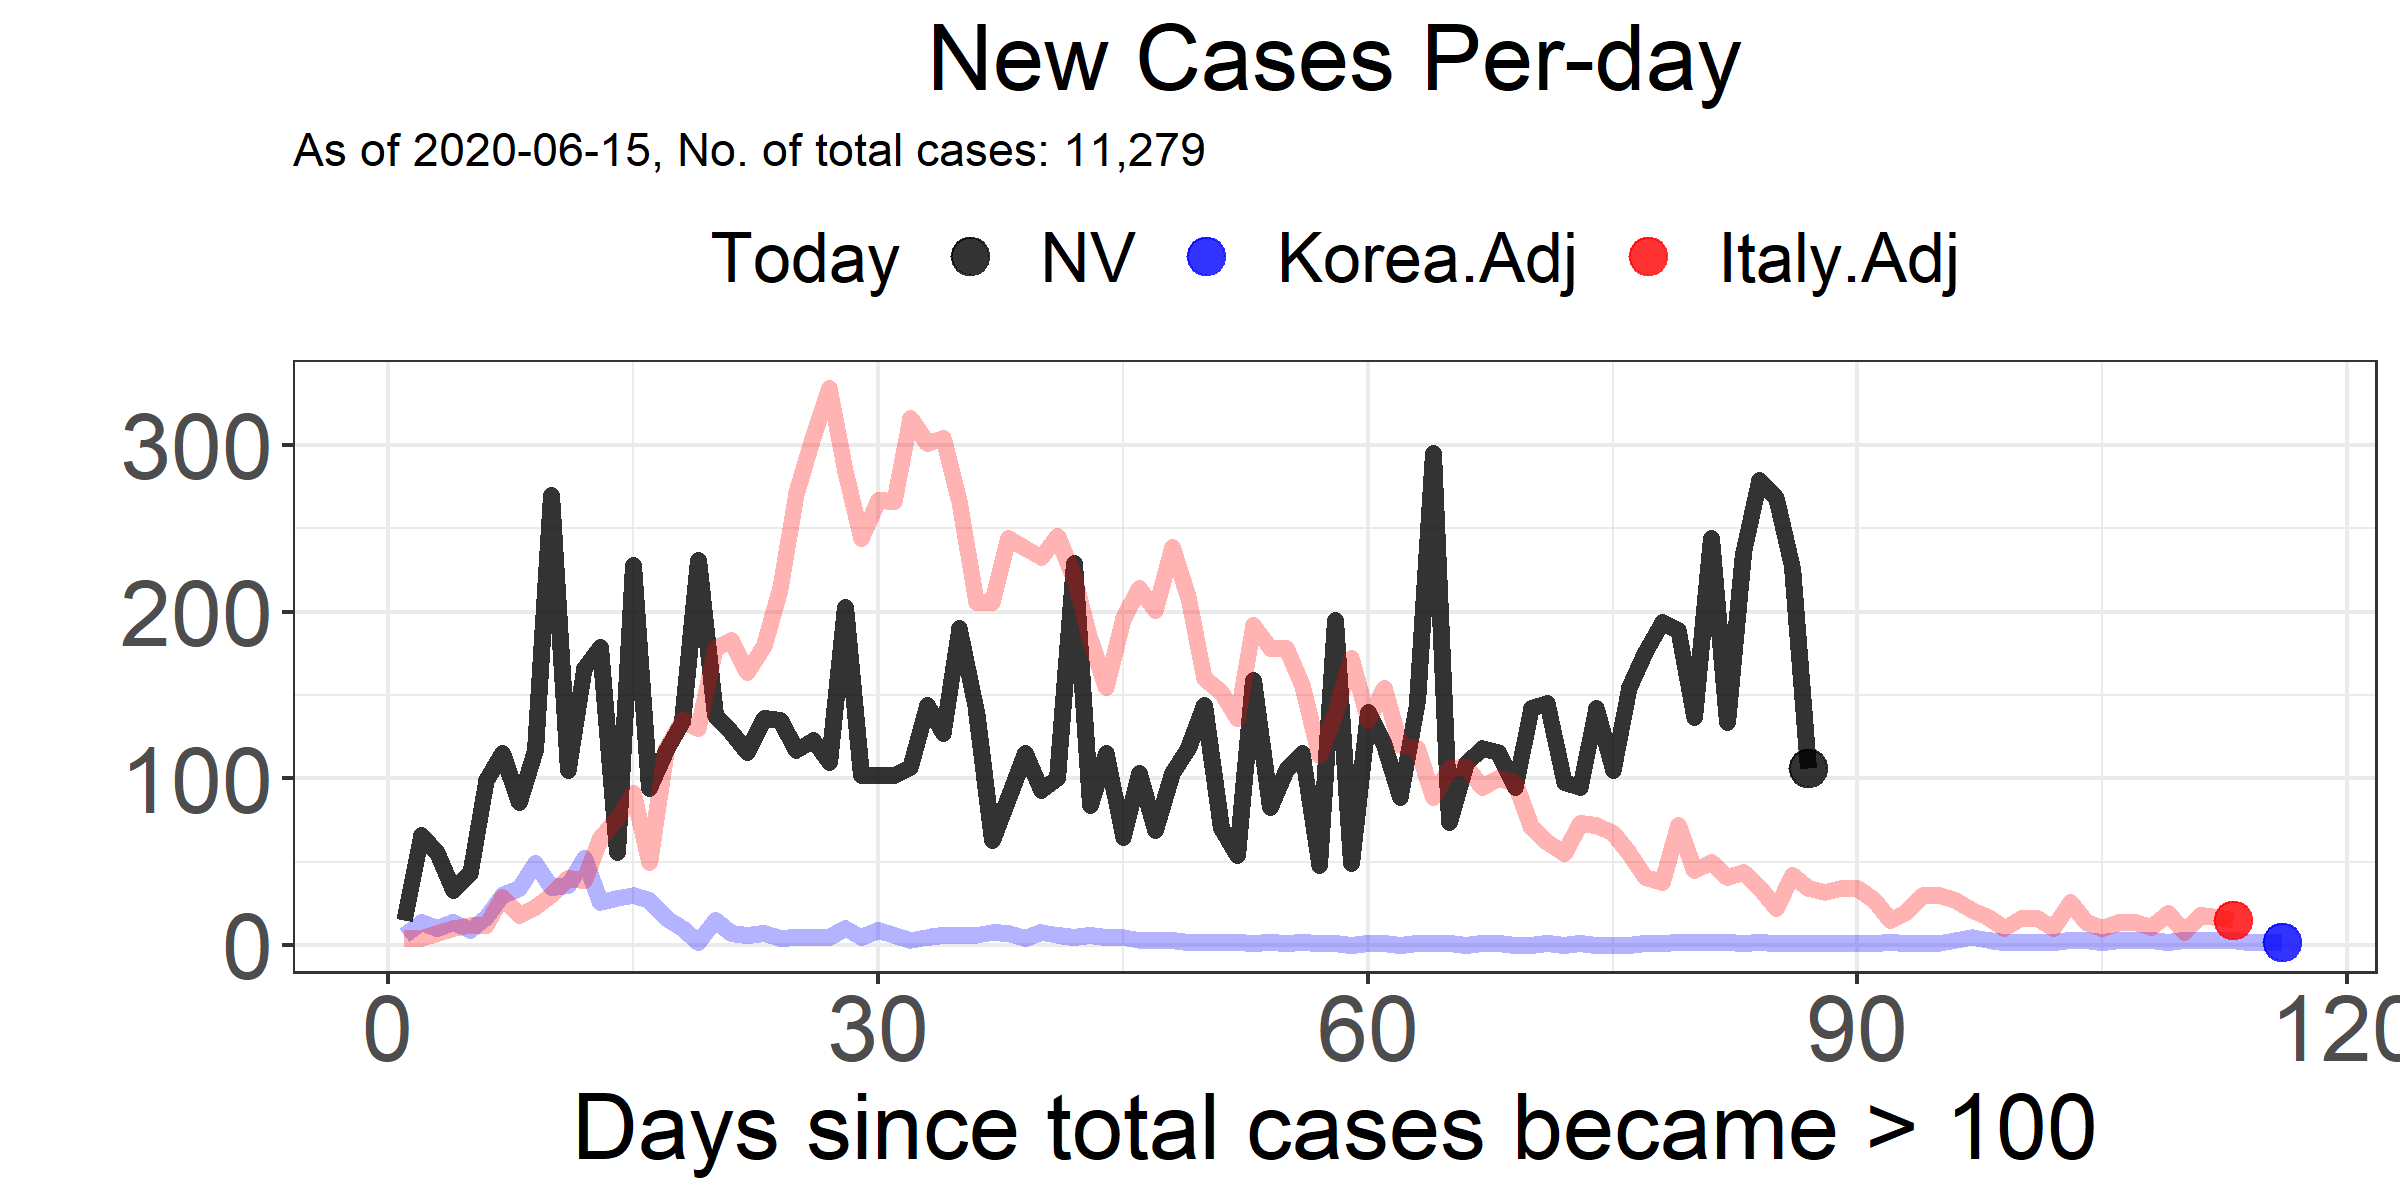 New Cases Per-day
As of 2020-06-15, No. of total cases: 11,279
Today NV Korea.Adj Italy.Adj
300
200
100
0
0 30 60 90 120
Days since total cases became > 100